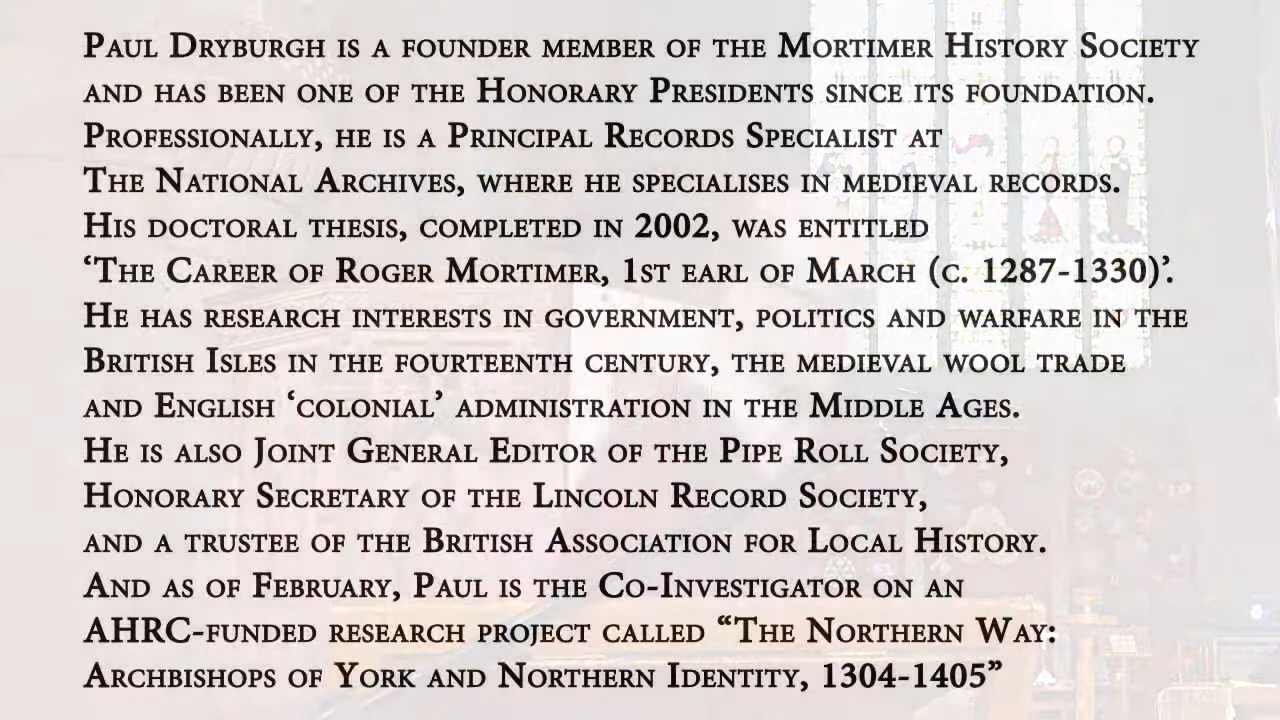 Paul Dryburgh is a founder member of the Mortimer History Society
and has been one of the Honorary Presidents since its foundation.
Professionally, he is a Principal Records Specialist at
The National Archives, where he specialises in medieval records.
His doctoral thesis, completed in 2002, was entitled
‘The Career of Roger Mortimer, 1st earl of March (c. 1287-1330)’.
He has research interests in government, politics and warfare in the
British Isles in the fourteenth century, the medieval wool trade
and English ‘colonial’ administration in the Middle Ages.
He is also Joint General Editor of the Pipe Roll Society,
Honorary Secretary of the Lincoln Record Society,
and a trustee of the British Association for Local History.
And as of February, Paul is the Co-Investigator on an
AHRC-funded research project called “The Northern Way:
Archbishops of York and Northern Identity, 1304-1405”